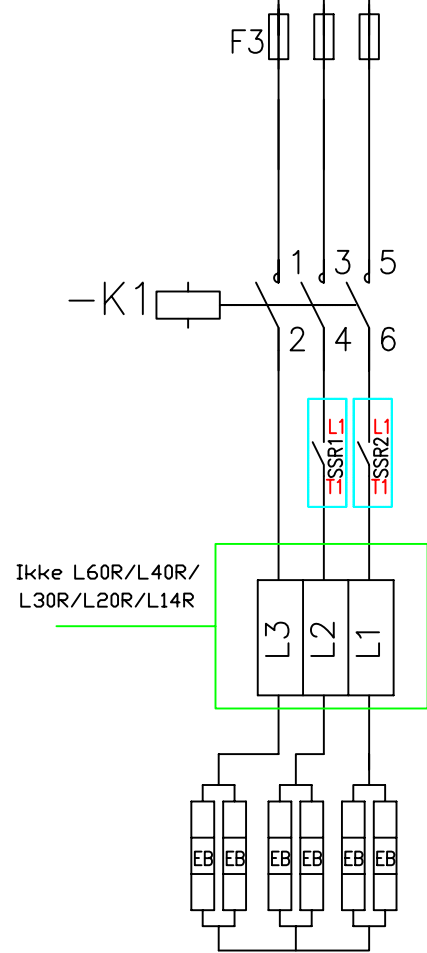 F3
1 3 5
-K1
2 4 6
L1 L1
SSR1 SSR2
T1 T1
Ikke L60R/L40R/
L30R/L20R/L14R
L3 L2 L1
EB EB EB EB EB EB